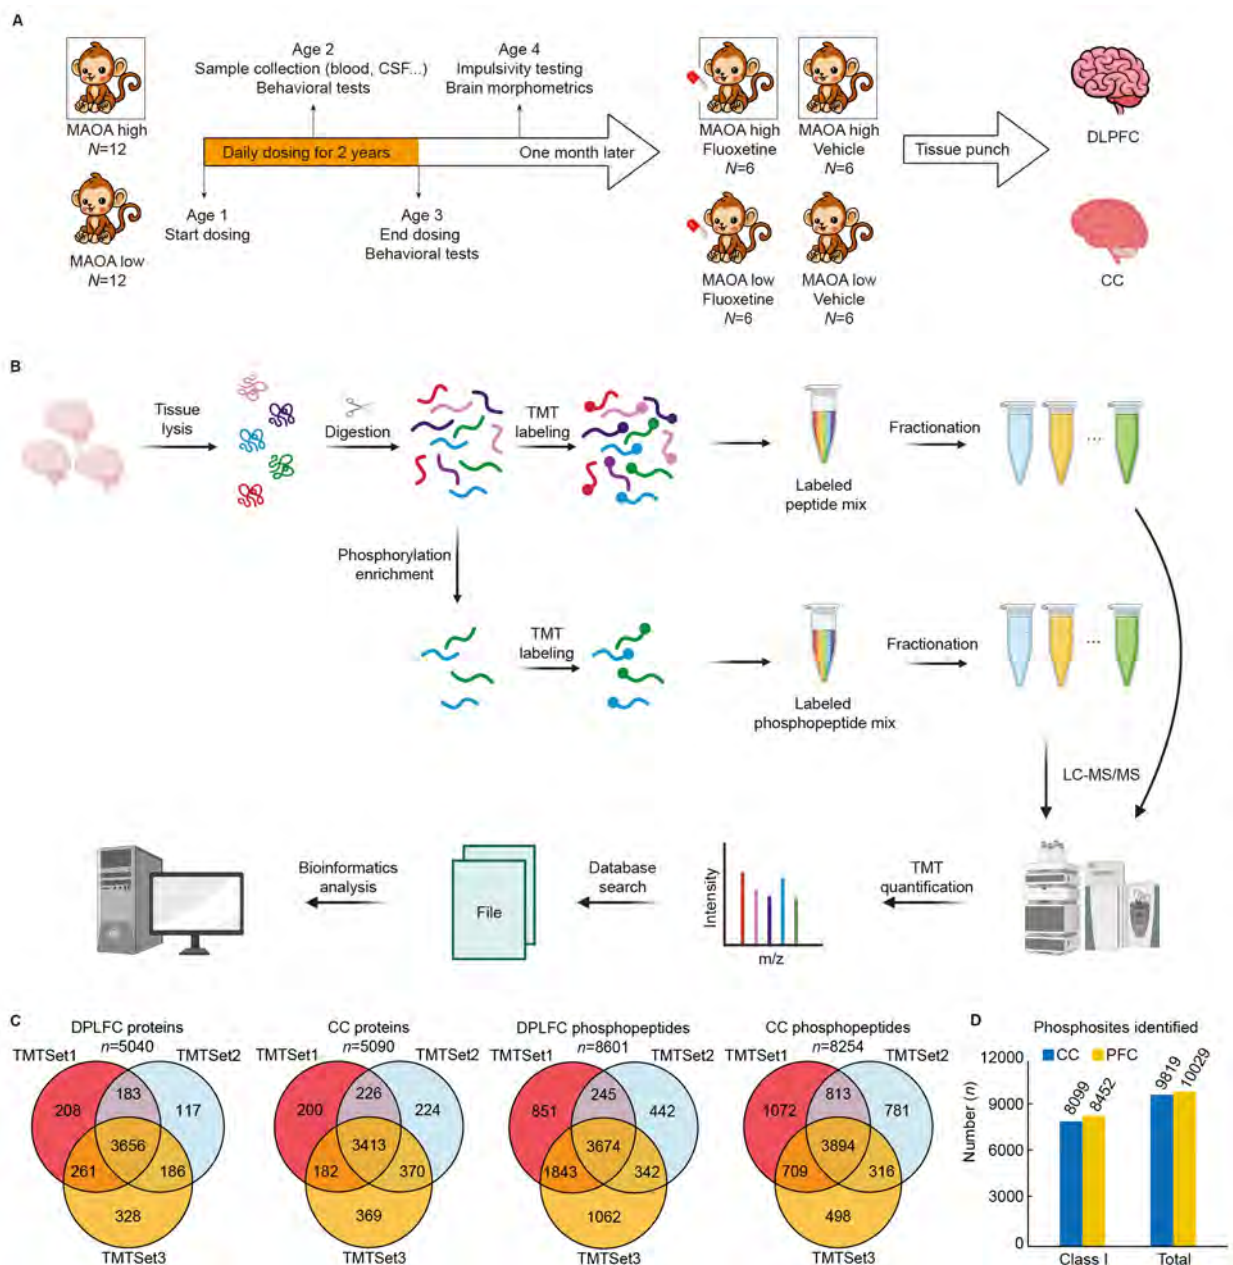 A
MAOA high
N=12
MAOA low
N=12
Age 2
Sample collection (blood, CSF...)
Behavioral tests
Age 4
Impulsivity testing
Brain morphometrics
Daily dosing for 2 years
One month later
Age 1
Start dosing
Age 3
End dosing
Behavioral tests
MAOA high
Fluoxetine
N=6
MAOA high
Vehicle
N=6
MAOA low
Fluoxetine
N=6
MAOA low
Vehicle
N=6
Tissue punch
DLPFC
CC
B
Tissue
lysis
Digestion
TMT
labeling
Labeled
peptide mix
Fractionation
...
Phosphorylation
enrichment
TMT
labeling
Labeled
phosphopeptide mix
Fractionation
...
LC-MS/MS
TMT
quantification
Intensity
m/z
Database
search
File
Bioinformatics
analysis
C
DPLFC proteins
n=5040
TMTSet1
TMTSet2
183
208
117
3656
261
186
328
TMTSet3
CC proteins
n=5090
TMTSet1
TMTSet2
226
200
224
3413
182
370
369
TMTSet3
DPLFC phosphopeptides
n=8601
TMTSet1
TMTSet2
245
851
442
3674
1843
342
1062
TMTSet3
CC phosphopeptides
n=8254
TMTSet1
TMTSet2
813
1072
781
3894
709
316
498
TMTSet3
D
Phosphosites identified
CC
PFC
Number (n)
12000
9000
6000
3000
0
8099
8452
9819
10029
Class I
Total